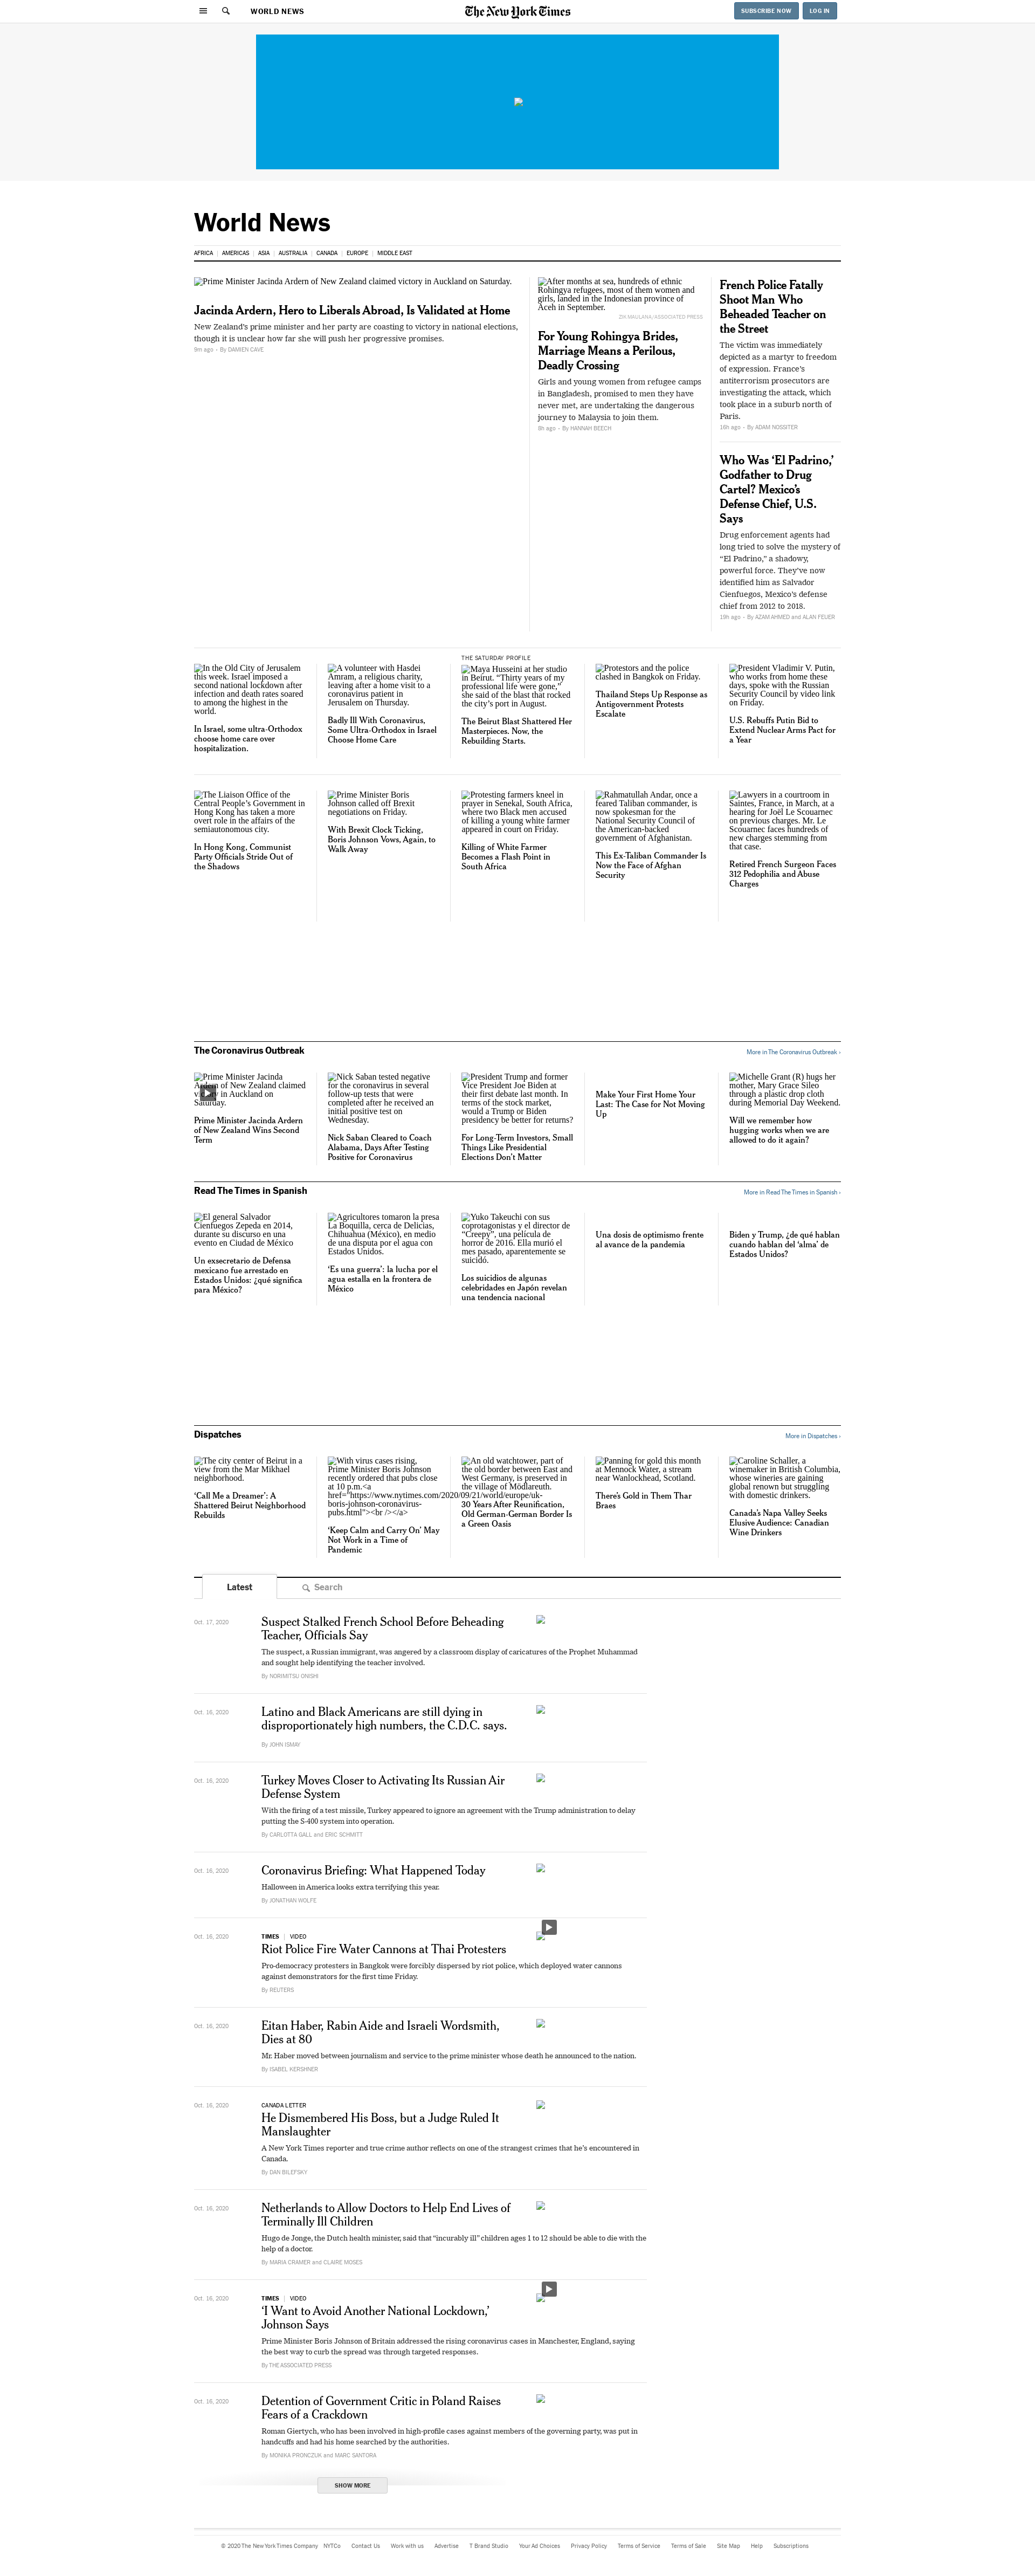 WORLD NEWS
The New York Times
SUBSCRIBE NOW
LOG IN
World News
AFRICA | AMERICAS | ASIA | AUSTRALIA | CANADA | EUROPE | MIDDLE EAST
Prime Minister Jacinda Ardern of New Zealand claimed victory in Auckland on Saturday.
Jacinda Ardern, Hero to Liberals Abroad, Is Validated at Home
New Zealand's prime minister and her party are coasting to victory in national elections,
though it is unclear how far she will push her progressive promises.
9m ago - By DAMIEN CAVE
After months at sea, hundreds of ethnic
Rohingya refugees, most of them women and
girls, landed in the Indonesian province of
Aceh in September.
ZIK MAULANA/ASSOCIATED PRESS
For Young Rohingya Brides,
Marriage Means a Perilous,
Deadly Crossing
Girls and young women from refugee camps
in Bangladesh, promised to men they have
never met, are undertaking the dangerous
journey to Malaysia to join them.
8h ago - By HANNAH BEECH
French Police Fatally
Shoot Man Who
Beheaded Teacher on
the Street
The victim was immediately
depicted as a martyr to freedom
of expression. France's
antiterrorism prosecutors are
investigating the attack, which
took place in a suburb north of
Paris.
16h ago - By ADAM NOSSITER
Who Was ‘El Padrino,’
Godfather to Drug
Cartel? Mexico’s
Defense Chief, U.S.
Says
Drug enforcement agents had
long tried to solve the mystery of
“El Padrino,” a shadowy,
powerful force. They’ve now
identified him as Salvador
Cienfuegos, Mexico’s defense
chief from 2012 to 2018.
19h ago - By AZAM AHMED and ALAN FEUER
In the Old City of Jerusalem
this week. Israel imposed a
second national lockdown after
infection and death rates soared
to among the highest in the
world.
In Israel, some ultra-Orthodox
choose home care over
hospitalization.
A volunteer with Hasdei
Amram, a religious charity,
leaving after a home visit to a
coronavirus patient in
Jerusalem on Thursday.
Badly Ill With Coronavirus,
Some Ultra-Orthodox in Israel
Choose Home Care
THE SATURDAY PROFILE
Maya Husseini at her studio
in Beirut. “Thirty years of my
professional life were gone,”
she said of the blast that rocked
the city’s port in August.
The Beirut Blast Shattered Her
Masterpieces. Now, the
Rebuilding Starts.
Protestors and the police
clashed in Bangkok on Friday.
Thailand Steps Up Response as
Antigovernment Protests
Escalate
President Vladimir V. Putin,
who works from home these
days, spoke with the Russian
Security Council by video link
on Friday.
U.S. Rebuffs Putin Bid to
Extend Nuclear Arms Pact for
a Year
The Liaison Office of the
Central People’s Government in
Hong Kong has taken a more
overt role in the affairs of the
semiautonomous city.
In Hong Kong, Communist
Party Officials Stride Out of
the Shadows
Prime Minister Boris
Johnson called off Brexit
negotiations on Friday.
With Brexit Clock Ticking,
Boris Johnson Vows, Again, to
Walk Away
Protesting farmers kneel in
prayer in Senekal, South Africa,
where two Black men accused
of killing a young white farmer
appeared in court on Friday.
Killing of White Farmer
Becomes a Flash Point in
South Africa
Rahmatullah Andar, once a
feared Taliban commander, is
now spokesman for the
National Security Council of
the American-backed
government of Afghanistan.
This Ex-Taliban Commander Is
Now the Face of Afghan
Security
Lawyers in a courtroom in
Saintes, France, in March, at a
hearing for Joël Le Scouarnec
on previous charges. Mr. Le
Scouarnec faces hundreds of
new charges stemming from
that case.
Retired French Surgeon Faces
312 Pedophilia and Abuse
Charges
The Coronavirus Outbreak
More in The Coronavirus Outbreak ›
Prime Minister Jacinda
Ardern of New Zealand claimed
victory in Auckland on
Saturday.
Prime Minister Jacinda Ardern
of New Zealand Wins Second
Term
Nick Saban tested negative
for the coronavirus in several
follow-up tests that were
completed after he received an
initial positive test on
Wednesday.
Nick Saban Cleared to Coach
Alabama, Days After Testing
Positive for Coronavirus
President Trump and former
Vice President Joe Biden at
their first debate last month. In
terms of the stock market,
would a Trump or Biden
presidency be better for returns?
For Long-Term Investors, Small
Things Like Presidential
Elections Don’t Matter
Make Your First Home Your
Last: The Case for Not Moving
Up
Michelle Grant (R) hugs her
mother, Mary Grace Sileo
through a plastic drop cloth
during Memorial Day Weekend.
Will we remember how
hugging works when we are
allowed to do it again?
Read The Times in Spanish
More in Read The Times in Spanish ›
El general Salvador
Cienfuegos Zepeda en 2014,
durante su discurso en una
evento en Ciudad de México
Un exsecretario de Defensa
mexicano fue arrestado en
Estados Unidos: ¿qué significa
para México?
Agricultores tomaron la presa
La Boquilla, cerca de Delicias,
Chihuahua (México), en medio
de una disputa por el agua con
Estados Unidos.
‘Es una guerra’: la lucha por el
agua estalla en la frontera de
México
Yuko Takeuchi con sus
coprotagonistas y el director de
“Creepy”, una película de
horror de 2016. Ella murió el
mes pasado, aparentemente se
suicidó.
Los suicidios de algunas
celebridades en Japón revelan
una tendencia nacional
Una dosis de optimismo frente
al avance de la pandemia
Biden y Trump, ¿de qué hablan
cuando hablan del ‘alma’ de
Estados Unidos?
Dispatches
More in Dispatches ›
The city center of Beirut in a
view from the Mar Mikhael
neighborhood.
‘Call Me a Dreamer’: A
Shattered Beirut Neighborhood
Rebuilds
With virus cases rising,
Prime Minister Boris Johnson
recently ordered that pubs close
at 10 p.m.<a
href="https://www.nytimes.com/2020/09/21/world/europe/uk-
boris-johnson-coronavirus-
pubs.html"><br /></a>
‘Keep Calm and Carry On’ May
Not Work in a Time of
Pandemic
An old watchtower, part of
the old border between East and
West Germany, is preserved in
the village of Mödlareuth.
30 Years After Reunification,
Old German-German Border Is
a Green Oasis
Panning for gold this month
at Mennock Water, a stream
near Wanlockhead, Scotland.
There’s Gold in Them Thar
Braes
Caroline Schaller, a
winemaker in British Columbia,
whose wineries are gaining
global renown but struggling
with domestic drinkers.
Canada’s Napa Valley Seeks
Elusive Audience: Canadian
Wine Drinkers
Latest
Search
Oct. 17, 2020
Suspect Stalked French School Before Beheading
Teacher, Officials Say
The suspect, a Russian immigrant, was angered by a classroom display of caricatures of the Prophet Muhammad
and sought help identifying the teacher involved.
By NORIMITSU ONISHI
Oct. 16, 2020
Latino and Black Americans are still dying in
disproportionately high numbers, the C.D.C. says.
By JOHN ISMAY
Oct. 16, 2020
Turkey Moves Closer to Activating Its Russian Air
Defense System
With the firing of a test missile, Turkey appeared to ignore an agreement with the Trump administration to delay
putting the S-400 system into operation.
By CARLOTTA GALL and ERIC SCHMITT
Oct. 16, 2020
Coronavirus Briefing: What Happened Today
Halloween in America looks extra terrifying this year.
By JONATHAN WOLFE
Oct. 16, 2020
TIMES | VIDEO
Riot Police Fire Water Cannons at Thai Protesters
Pro-democracy protesters in Bangkok were forcibly dispersed by riot police, which deployed water cannons
against demonstrators for the first time Friday.
By REUTERS
Oct. 16, 2020
Eitan Haber, Rabin Aide and Israeli Wordsmith,
Dies at 80
Mr. Haber moved between journalism and service to the prime minister whose death he announced to the nation.
By ISABEL KERSHNER
Oct. 16, 2020
CANADA LETTER
He Dismembered His Boss, but a Judge Ruled It
Manslaughter
A New York Times reporter and true crime author reflects on one of the strangest crimes that he’s encountered in
Canada.
By DAN BILEFSKY
Oct. 16, 2020
Netherlands to Allow Doctors to Help End Lives of
Terminally Ill Children
Hugo de Jonge, the Dutch health minister, said that “incurably ill” children ages 1 to 12 should be able to die with the
help of a doctor.
By MARIA CRAMER and CLAIRE MOSES
Oct. 16, 2020
TIMES | VIDEO
‘I Want to Avoid Another National Lockdown,’
Johnson Says
Prime Minister Boris Johnson of Britain addressed the rising coronavirus cases in Manchester, England, saying
the best way to curb the spread was through targeted responses.
By THE ASSOCIATED PRESS
Oct. 16, 2020
Detention of Government Critic in Poland Raises
Fears of a Crackdown
Roman Giertych, who has been involved in high-profile cases against members of the governing party, was put in
handcuffs and had his home searched by the authorities.
By MONIKA PRONCZUK and MARC SANTORA
SHOW MORE
© 2020 The New York Times Company NYTCo Contact Us Work with us Advertise T Brand Studio Your Ad Choices Privacy Policy Terms of Service Terms of Sale Site Map Help Subscriptions